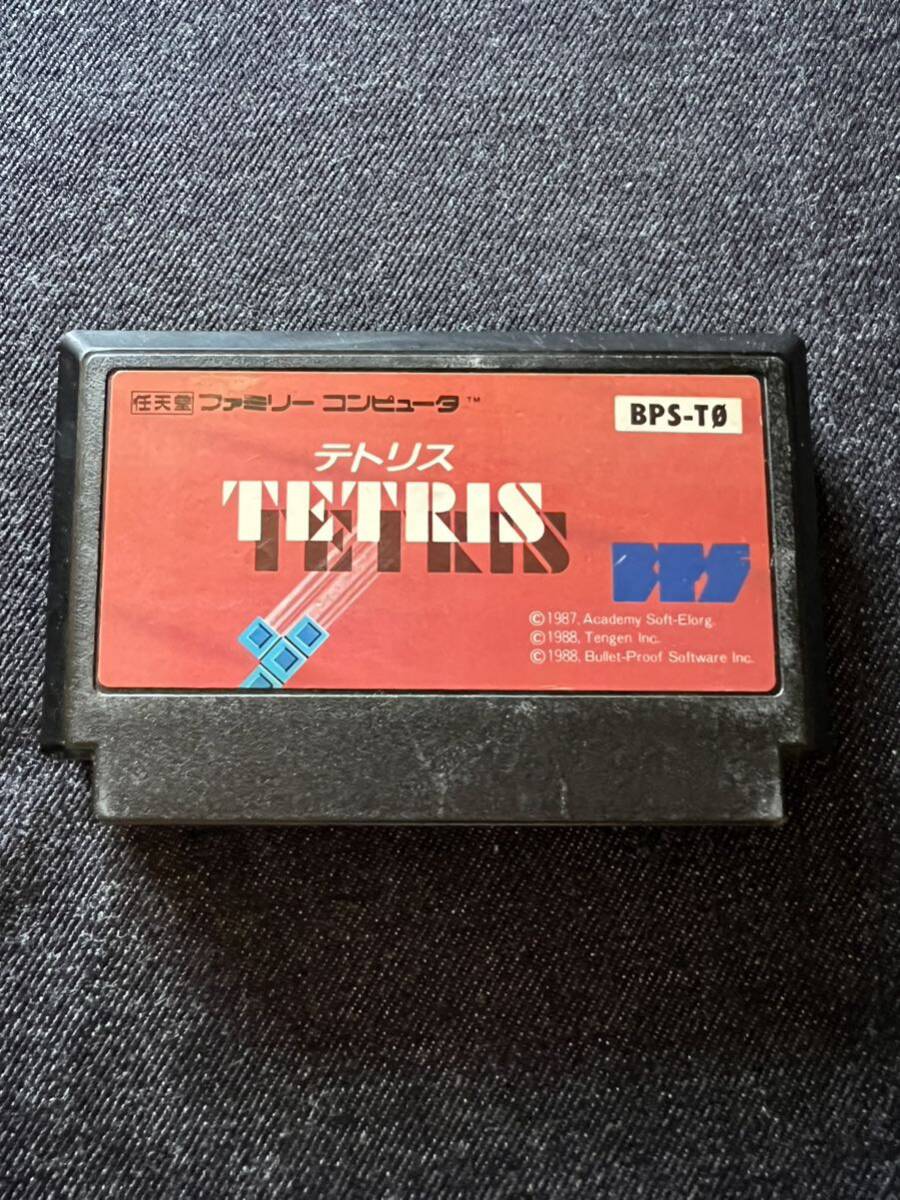 任天堂 ファミリー コンピュータ™
BPS-TØ
テトリス
TETRIS
TETRIS
BPS
©1987, Academy Soft-Elorg.
©1988, Tengen Inc.
©1988, Bullet-Proof Software Inc.